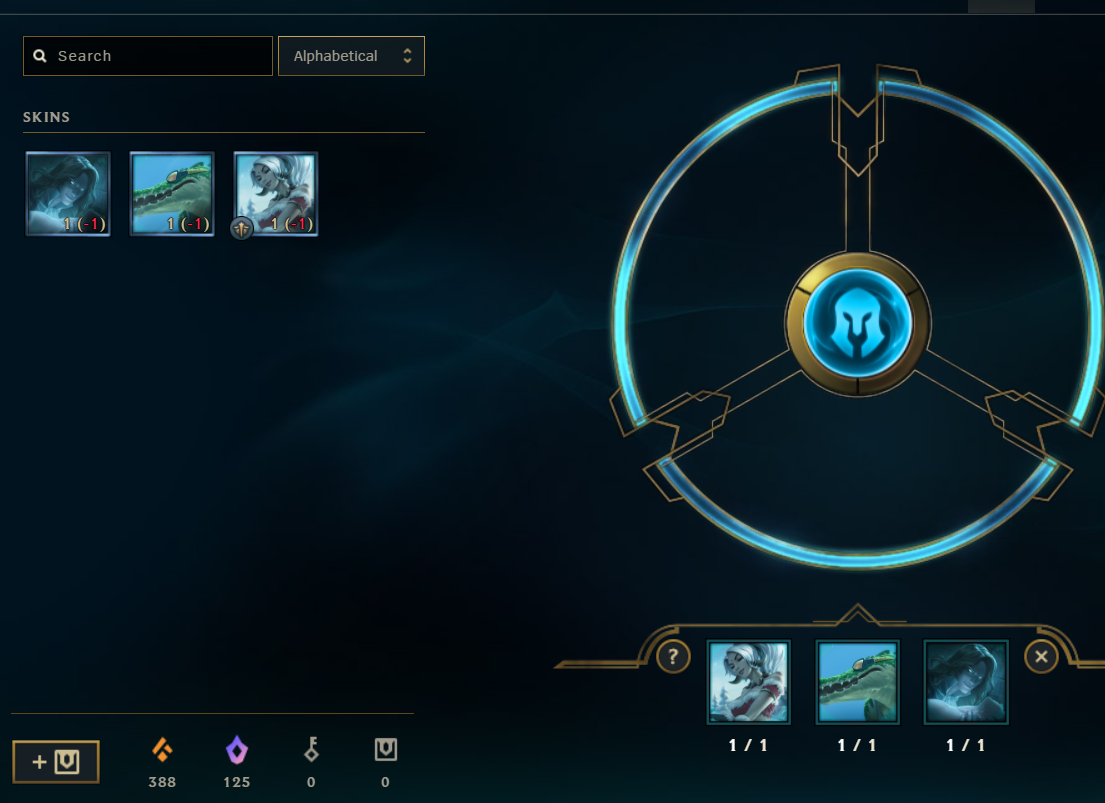 Search
Alphabetical
SKINS
1 (-1) 1 (-1) 1 (-1)
?
1 / 1 1 / 1 1 / 1
388 125 0 0